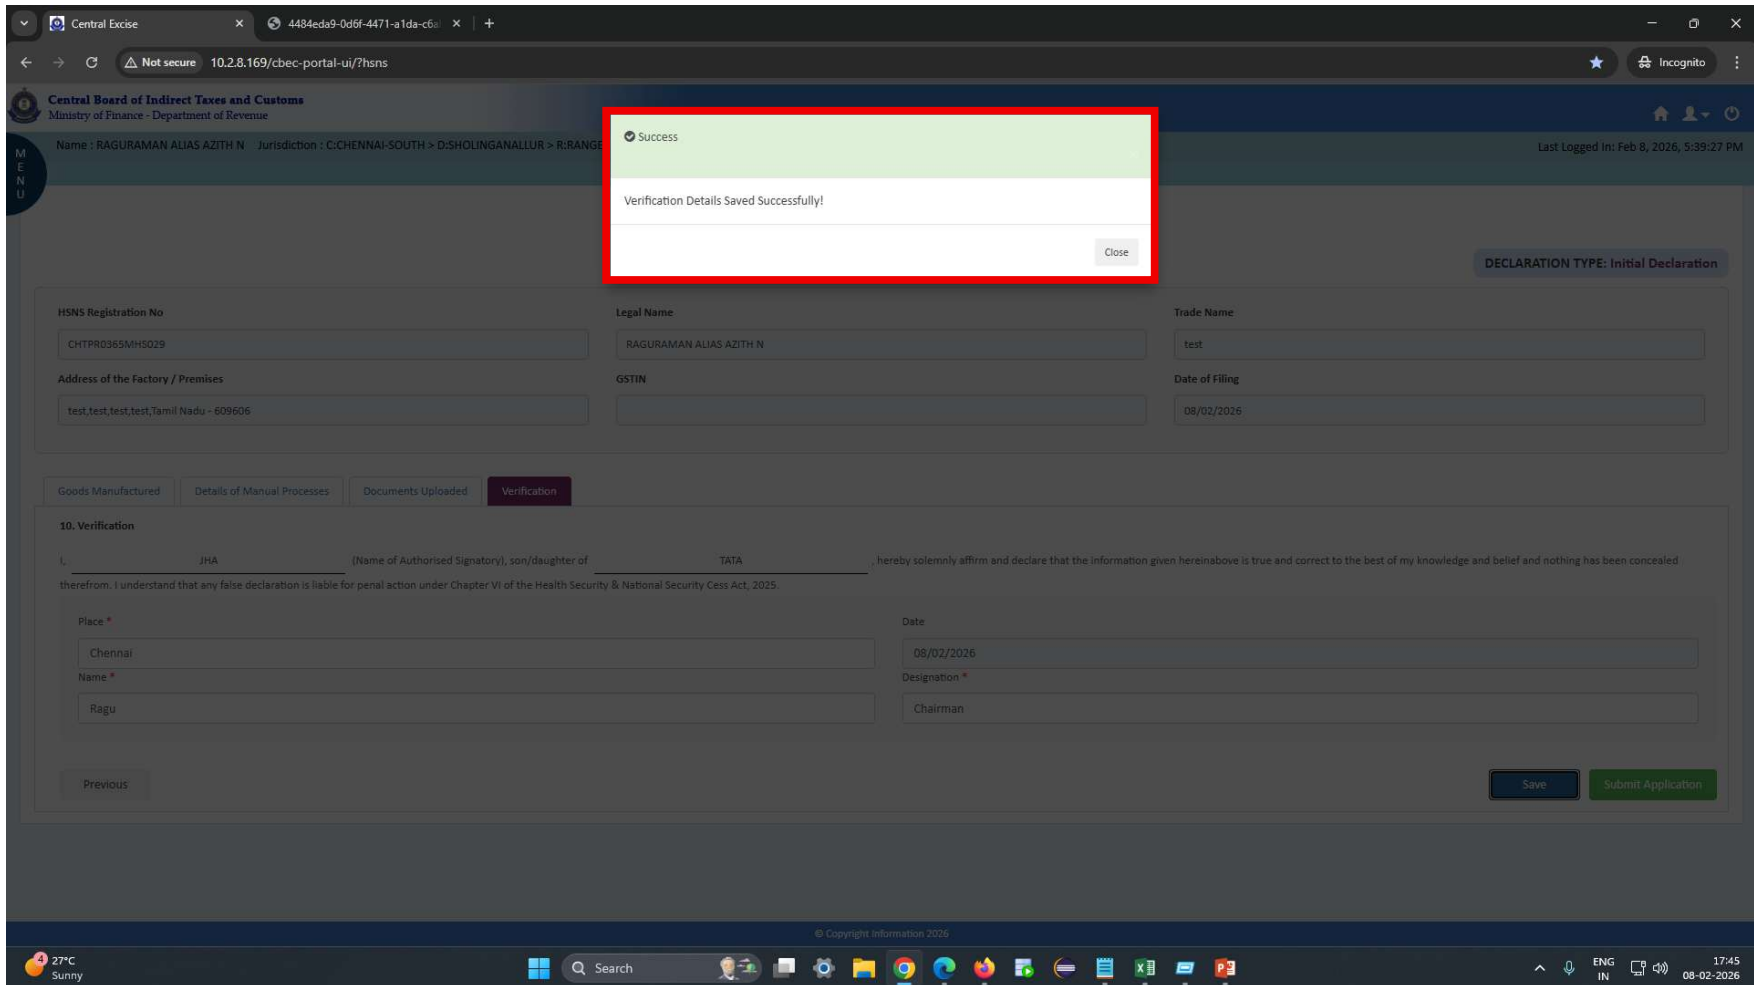 Central Excise
4484eda9-0d6f-4471-a1da-c6a
Not secure 10.2.8.169/cbec-portal-ui/?hsns
Incognito
Central Board of Indirect Taxes and Customs
Ministry of Finance - Department of Revenue
MENU
Name : RAGURAMAN ALIAS AZITH N Jurisdiction : C:CHENNAI-SOUTH > D:SHOLINGANALLUR > R:RANGE
Last Logged In: Feb 8, 2026, 5:39:27 PM
Success
Verification Details Saved Successfully!
Close
DECLARATION TYPE: Initial Declaration
HSNS Registration No Legal Name Trade Name
CHTPR0365MHS029 RAGURAMAN ALIAS AZITH N test
Address of the Factory / Premises GSTIN Date of Filing
test,test,test,test,Tamil Nadu - 609606 08/02/2026
Goods Manufactured Details of Manual Processes Documents Uploaded Verification
10. Verification
I, JHA (Name of Authorised Signatory), son/daughter of TATA , hereby solemnly affirm and declare that the information given hereinabove is true and correct to the best of my knowledge and belief and nothing has been concealed
therefrom. I understand that any false declaration is liable for penal action under Chapter VI of the Health Security & National Security Cess Act, 2025.
Place * Date
Chennai 08/02/2026
Name * Designation *
Ragu Chairman
Previous Save Submit Application
© Copyright Information 2026
4 27°C
Sunny
Search
ENG
IN
17:45
08-02-2026